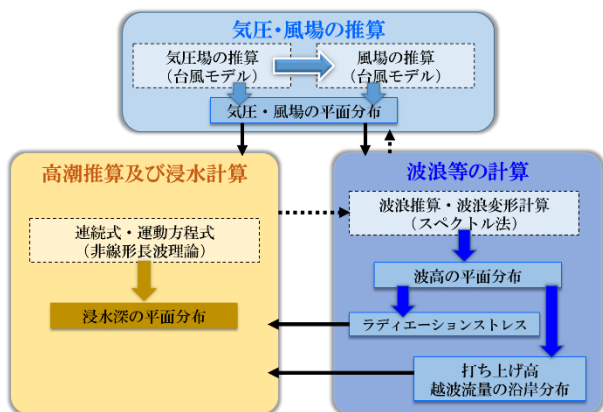 気圧・風場の推算
気圧場の推算
（台風モデル）
風場の推算
（台風モデル）
気圧・風場の平面分布
高潮推算及び浸水計算
連続式・運動方程式
（非線形長波理論）
浸水深の平面分布
波浪等の計算
波浪推算・波浪変形計算
（スペクトル法）
波高の平面分布
ラディエーションストレス
打ち上げ高
越波流量の沿岸分布